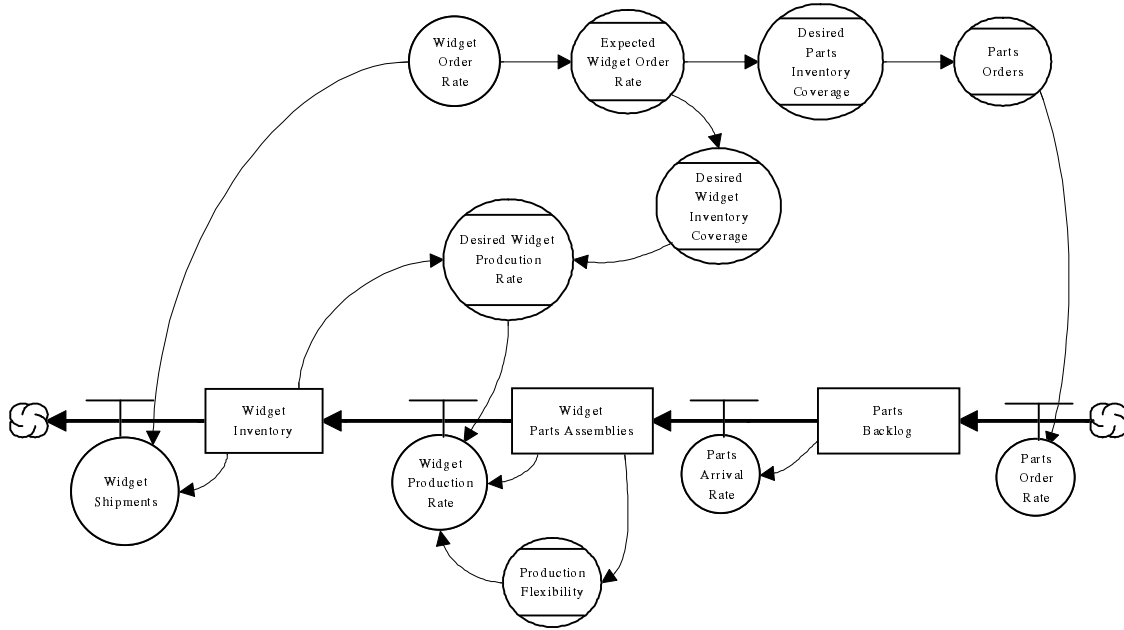 Widget
Order
Rate
Expected
Widget Order
Rate
Desired
Parts
Inventory
Coverage
Parts
Orders
Desired
Widget
Inventory
Coverage
Desired Widget
Prodcution
Rate
Widget
Inventory
Widget
Parts Assemblies
Parts
Backlog
Widget
Shipments
Widget
Production
Rate
Parts
Arrival
Rate
Parts
Order
Rate
Production
Flexibility